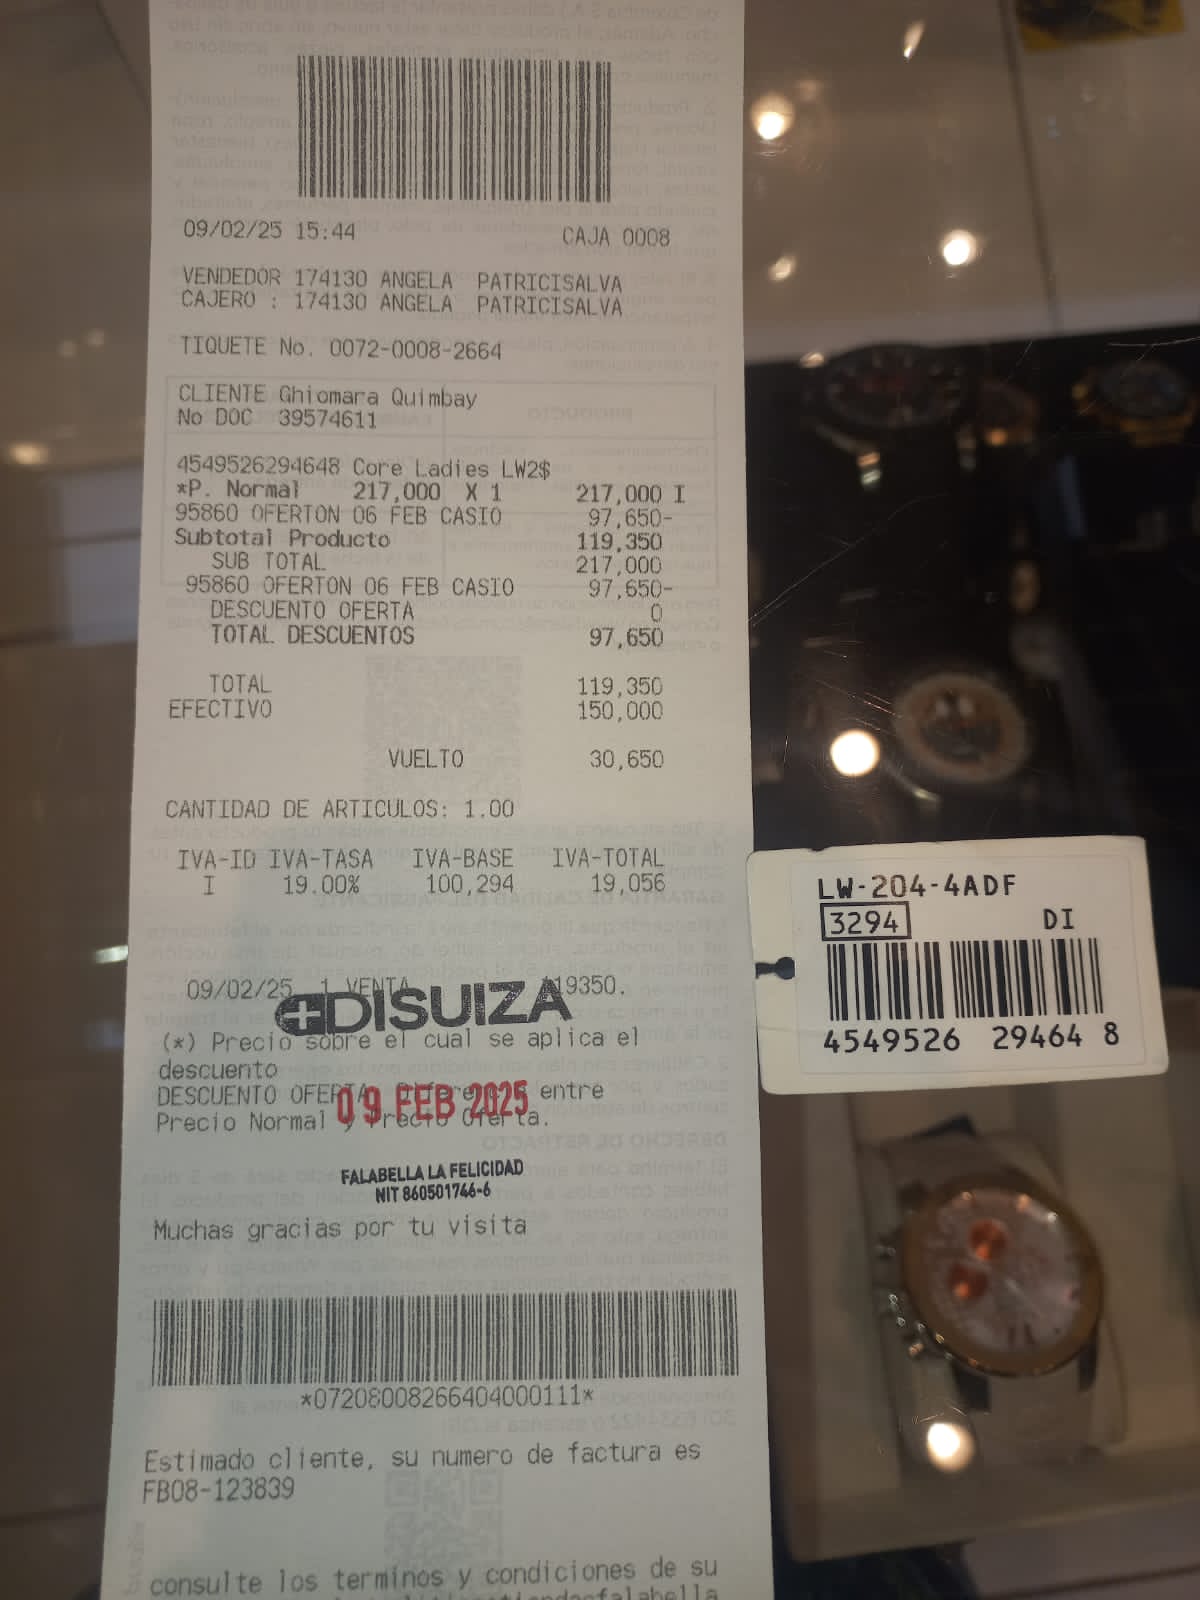 09/02/25 15:44 CAJA 0008
VENDEDOR 174130 ANGELA PATRICISALVA
CAJERO : 174130 ANGELA PATRICISALVA
TIQUETE No. 0072-0008-2664
CLIENTE Ghiomara Quimbay
No DOC 39574611
4549526294648 Core Ladies LW2$
*P. Normal 217,000 X 1 217,000 I
95860 OFERTON 06 FEB CASIO 97,650-
Subtotal Producto 119,350
SUB TOTAL 217,000
95860 OFERTON 06 FEB CASIO 97,650-
DESCUENTO OFERTA 0
TOTAL DESCUENTOS 97,650
TOTAL 119,350
EFECTIVO 150,000
VUELTO 30,650
CANTIDAD DE ARTICULOS: 1.00
IVA-ID IVA-TASA IVA-BASE IVA-TOTAL
I 19.00% 100,294 19,056
09/02/25 1 VENTA 119350.
DISUIZA
(*) Precio sobre el cual se aplica el
descuento
DESCUENTO OFERTA: Diferencia entre
Precio Normal y Precio Oferta.
09 FEB 2025
FALABELLA LA FELICIDAD
NIT 860501746-6
Muchas gracias por tu visita
*07208008266404000111*
Estimado cliente, su numero de factura es
FB08-123839
consulte los terminos y condiciones de su
LW-204-4ADF
3294 DI
4549526 29464 8